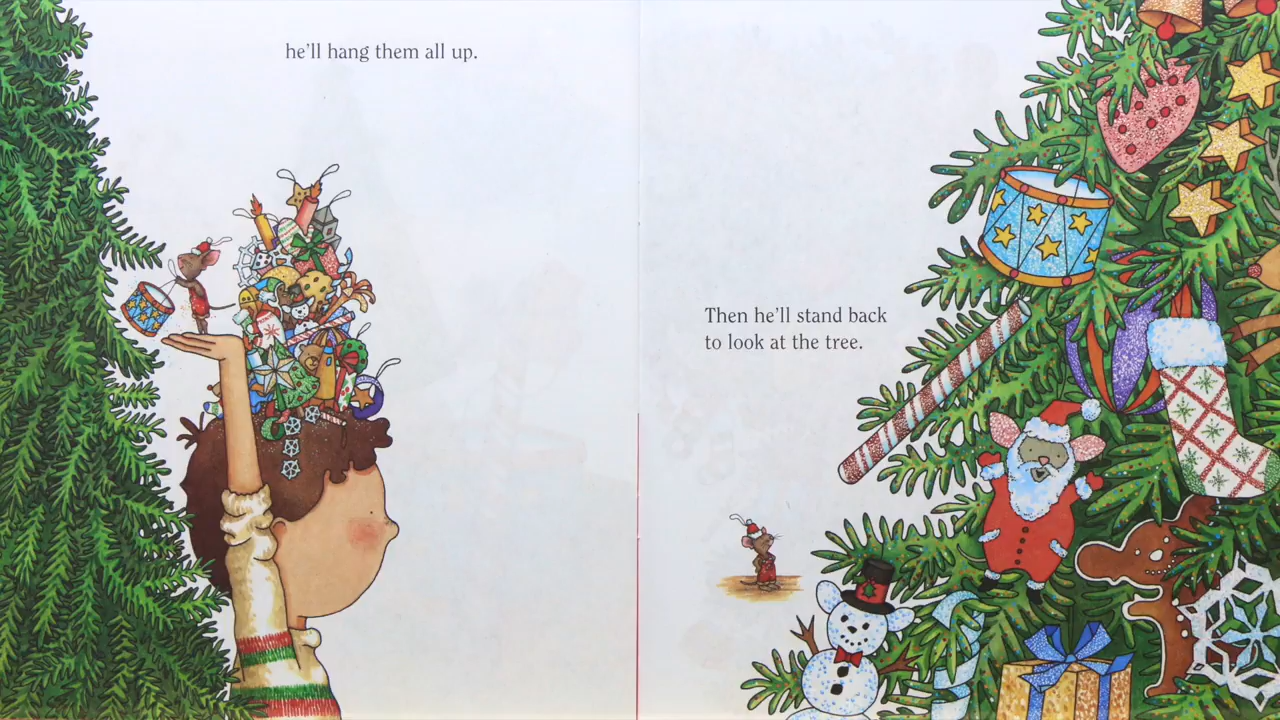 he'll hang them all up.
Then he'll stand back
to look at the tree.